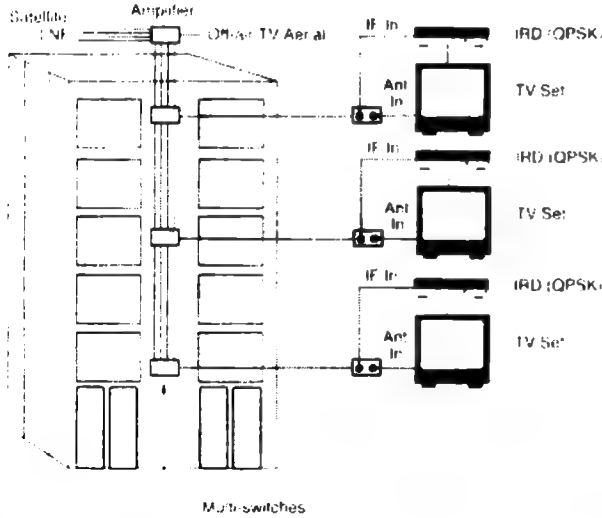 Satellite
LNF
Amplifier
Off-air TV Aerial
IF In
IRD (QPSK)
Ant
In
TV Set
IF In
IRD (QPSK)
Ant
In
TV Set
IF In
IRD (QPSK)
Ant
In
TV Set
Multi-switches